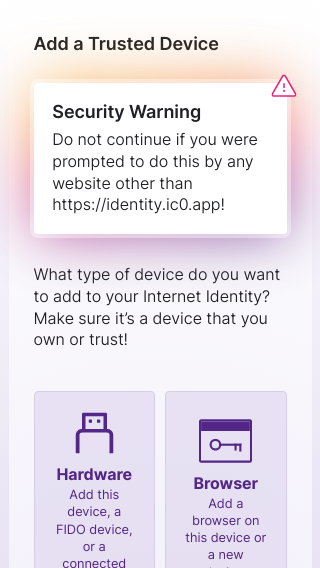 Add a Trusted Device
Security Warning
Do not continue if you were
prompted to do this by any
website other than
https://identity.ic0.app!
What type of device do you want
to add to your Internet Identity?
Make sure it’s a device that you
own or trust!
Hardware
Add this
device, a
FIDO device,
or a
connected
Browser
Add a
browser on
this device or
a new